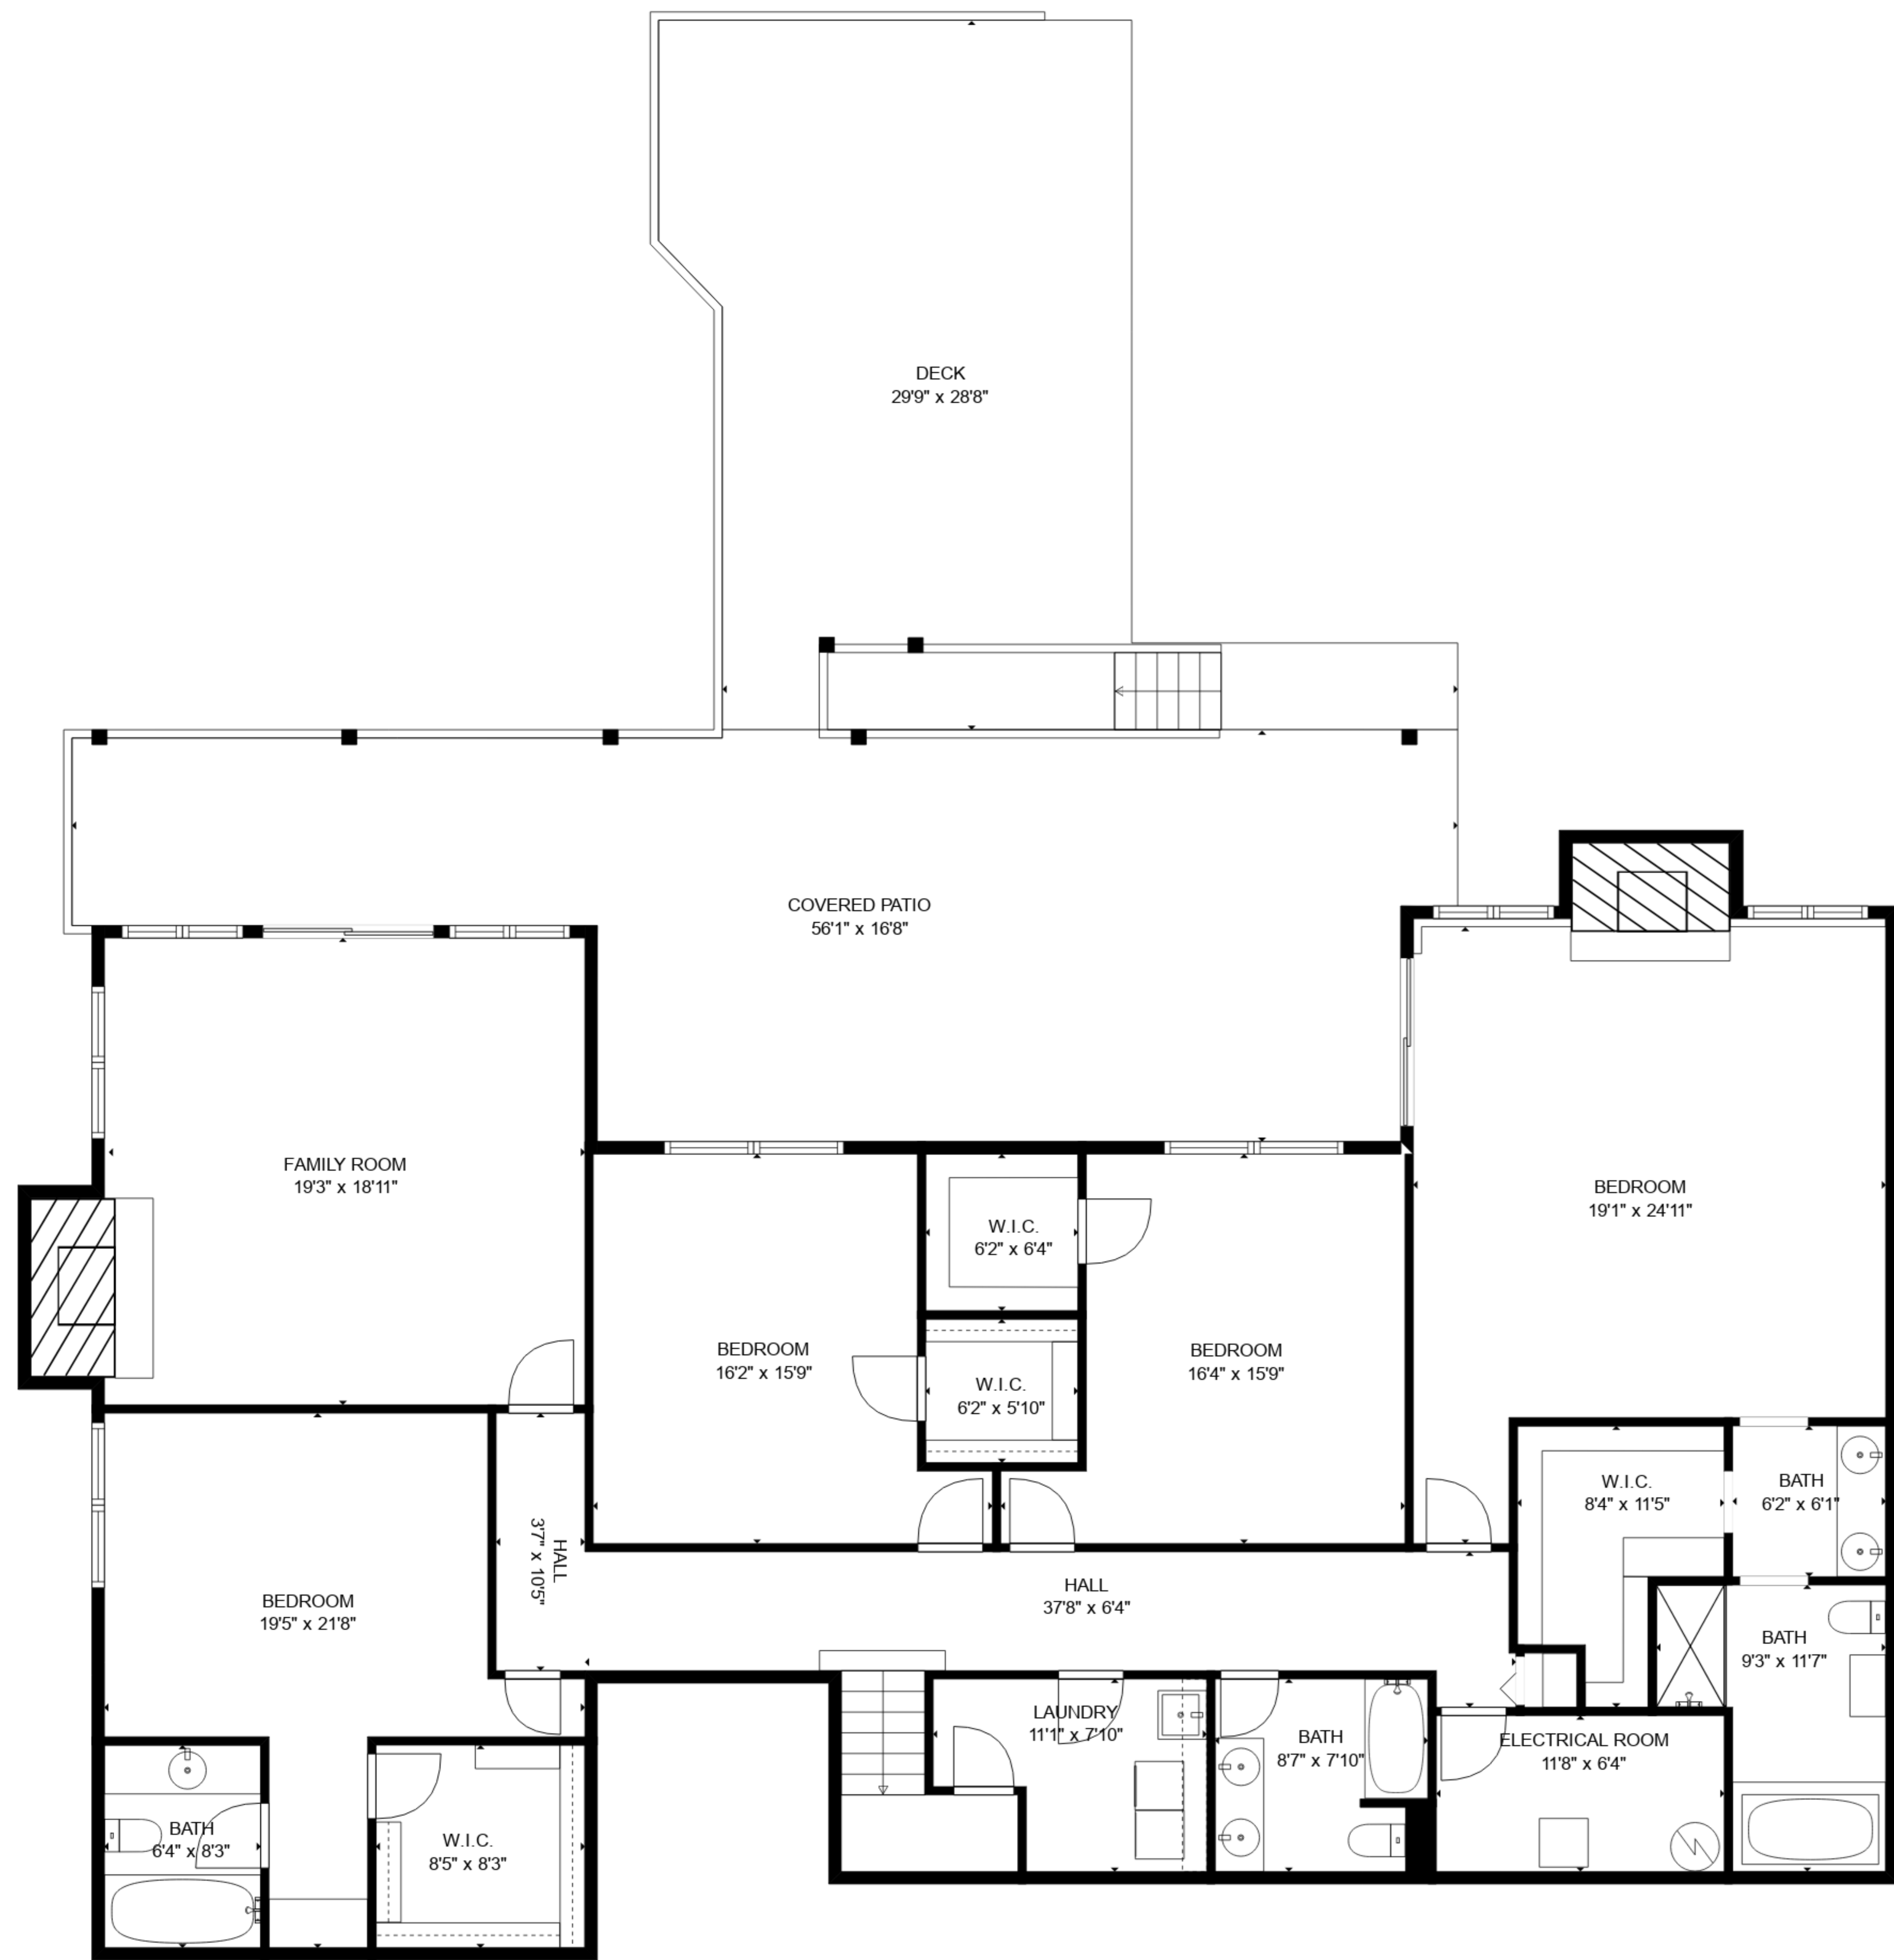 DECK
29'9" x 28'8"
COVERED PATIO
56'1" x 16'8"
FAMILY ROOM
19'3" x 18'11"
BEDROOM
19'1" x 24'11"
W.I.C.
6'2" x 6'4"
BEDROOM
16'2" x 15'9"
BEDROOM
16'4" x 15'9"
W.I.C.
6'2" x 5'10"
W.I.C.
8'4" x 11'5"
BATH
6'2" x 6'1"
HALL
3'7" x 10'5"
BEDROOM
19'5" x 21'8"
HALL
37'8" x 6'4"
BATH
9'3" x 11'7"
LAUNDRY
11'1" x 7'10"
BATH
8'7" x 7'10"
ELECTRICAL ROOM
11'8" x 6'4"
BATH
6'4" x 8'3"
W.I.C.
8'5" x 8'3"